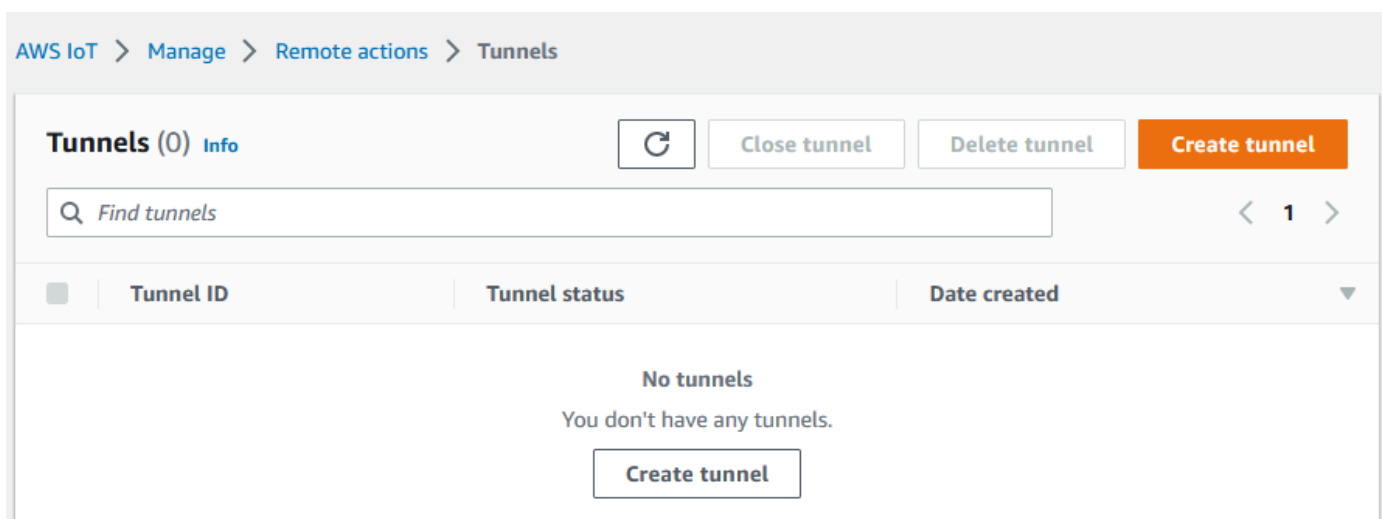 AWS IoT > Manage > Remote actions > Tunnels
Tunnels (0) Info
Close tunnel
Delete tunnel
Create tunnel
Find tunnels
< 1 >
Tunnel ID
Tunnel status
Date created
No tunnels
You don't have any tunnels.
Create tunnel